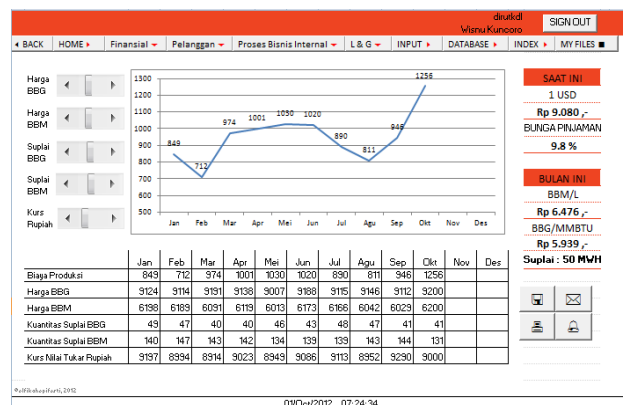 dirutkdl
Wisnu Kuncoro
SIGN OUT
BACK HOME Finansial Pelanggan Proses Bisnis Internal L & G INPUT DATABASE INDEX MY FILES
Harga BBG
Harga BBM
Suplai BBG
Suplai BBM
Kurs Rupiah
1300
1200
1100
1000
900
800
700
600
500
849 712 974 1001 1030 1020 890 811 946 1256
Jan Feb Mar Apr Mei Jun Jul Agu Sep Okt Nov Des
SAAT INI
1 USD
Rp 9.080 ,-
BUNGA PINJAMAN
9.8 %
BULAN INI
BBM/L
Rp 6.476 ,-
BBG/MMBTU
Rp 5.939 ,-
Suplai : 50 MWH
Jan Feb Mar Apr Mei Jun Jul Agu Sep Okt Nov Des
Biaya Produksi 849 712 974 1001 1030 1020 890 811 946 1256
Harga BBG 9124 9114 9191 9138 9007 9188 9115 9146 9112 9200
Harga BBM 6198 6189 6091 6119 6013 6173 6166 6042 6029 6200
Kuantitas Suplai BBG 49 47 40 40 46 43 48 47 41 41
Kuantitas Suplai BBM 140 147 143 142 134 139 139 143 144 131
Kurs Nilai Tukar Rupiah 9197 8994 8914 9023 8949 9086 9113 8952 9290 9000
01/Oct/2012 07:24:34